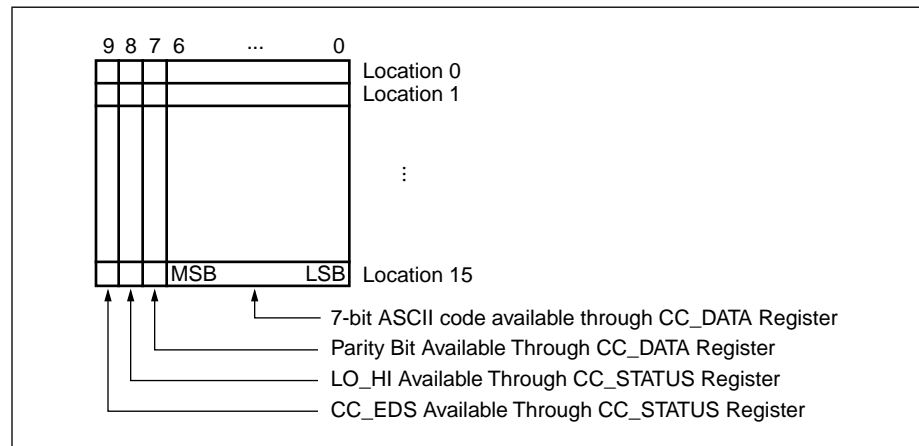 9 8 7 6 ... 0
Location 0
Location 1
⋮
MSB LSB Location 15
7-bit ASCII code available through CC_DATA Register
Parity Bit Available Through CC_DATA Register
LO_HI Available Through CC_STATUS Register
CC_EDS Available Through CC_STATUS Register